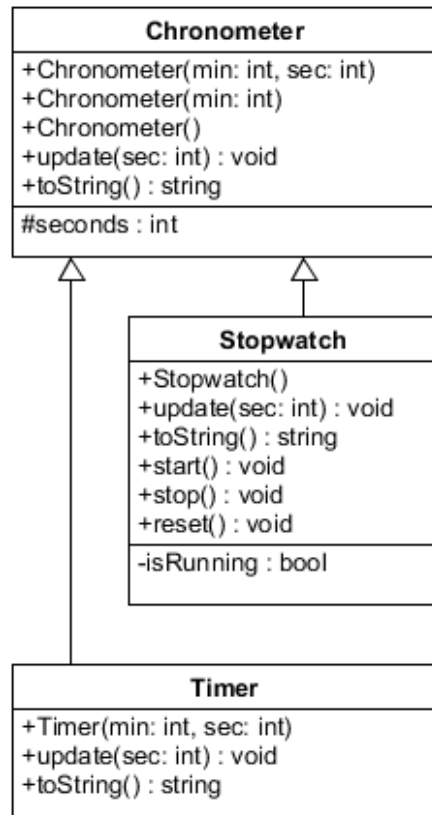 Chronometer
+Chronometer(min: int, sec: int)
+Chronometer(min: int)
+Chronometer()
+update(sec: int) : void
+toString() : string
#seconds : int
Stopwatch
+Stopwatch()
+update(sec: int) : void
+toString() : string
+start() : void
+stop() : void
+reset() : void
-isRunning : bool
Timer
+Timer(min: int, sec: int)
+update(sec: int) : void
+toString() : string